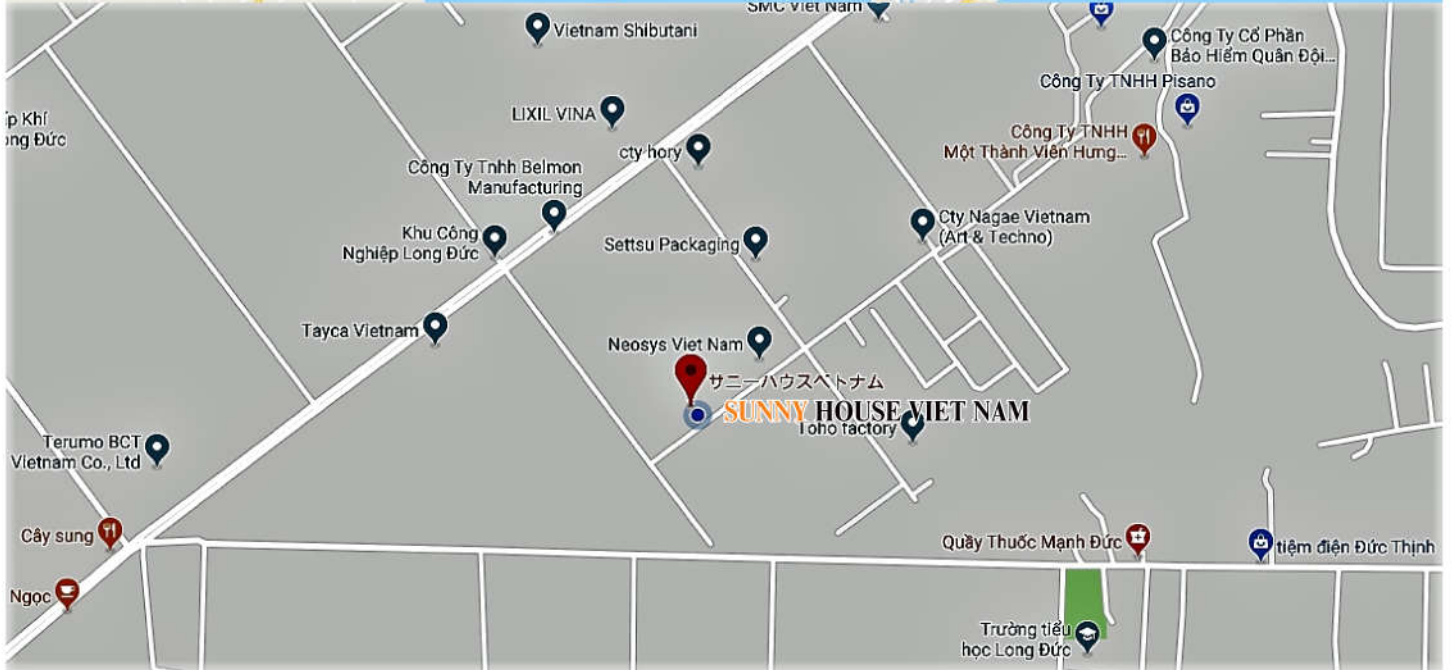 SMC Viet Nam
Vietnam Shibutani
Công Ty Cổ Phần
Bảo Hiểm Quân Đội...
Công Ty TNHH Pisano
LIXIL VINA
ip Khí
ong Đức
Công Ty TNHH
Một Thành Viên Hưng...
cty hory
Công Ty Tnhh Belmon
Manufacturing
Cty Nagae Vietnam
(Art & Techno)
Khu Công
Nghiệp Long Đức
Settsu Packaging
Tayca Vietnam
Neosys Viet Nam
サニーハウスベトナム
SUNNY HOUSE VIET NAM
Toho factory
Terumo BCT
Vietnam Co., Ltd
Cây sung
Quầy Thuốc Mạnh Đức
tiệm điện Đức Thịnh
Ngọc
Trường tiểu
học Long Đức